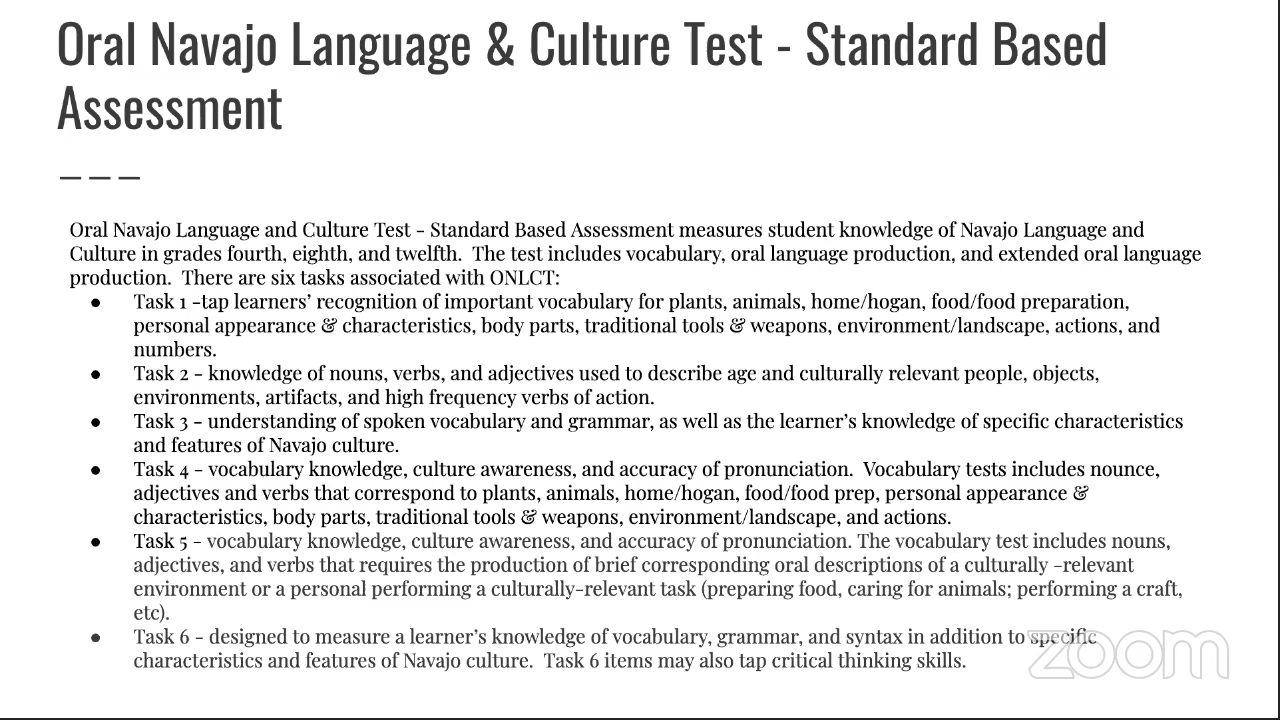 Oral Navajo Language & Culture Test - Standard Based
Assessment
Oral Navajo Language and Culture Test - Standard Based Assessment measures student knowledge of Navajo Language and
Culture in grades fourth, eighth, and twelfth. The test includes vocabulary, oral language production, and extended oral language
production. There are six tasks associated with ONLCT:
● Task 1 -tap learners' recognition of important vocabulary for plants, animals, home/hogan, food/food preparation,
personal appearance & characteristics, body parts, traditional tools & weapons, environment/landscape, actions, and
numbers.
● Task 2 - knowledge of nouns, verbs, and adjectives used to describe age and culturally relevant people, objects,
environments, artifacts, and high frequency verbs of action.
● Task 3 - understanding of spoken vocabulary and grammar, as well as the learner's knowledge of specific characteristics
and features of Navajo culture.
● Task 4 - vocabulary knowledge, culture awareness, and accuracy of pronunciation. Vocabulary tests includes nounce,
adjectives and verbs that correspond to plants, animals, home/hogan, food/food prep, personal appearance &
characteristics, body parts, traditional tools & weapons, environment/landscape, and actions.
● Task 5 - vocabulary knowledge, culture awareness, and accuracy of pronunciation. The vocabulary test includes nouns,
adjectives, and verbs that requires the production of brief corresponding oral descriptions of a culturally -relevant
environment or a personal performing a culturally-relevant task (preparing food, caring for animals; performing a craft,
etc).
● Task 6 - designed to measure a learner's knowledge of vocabulary, grammar, and syntax in addition to specific
characteristics and features of Navajo culture. Task 6 items may also tap critical thinking skills.
zoom